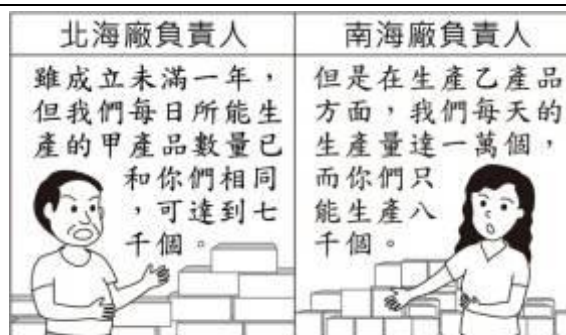 北海廠負責人
雖成立未滿一年，
但我們每日所能生
產的甲產品數量已
和你們相同
，可達到七
千個。
南海廠負責人
但是在生產乙產品
方面，我們每天的
生產量達一萬個，
而你們只
能生產八
千個。